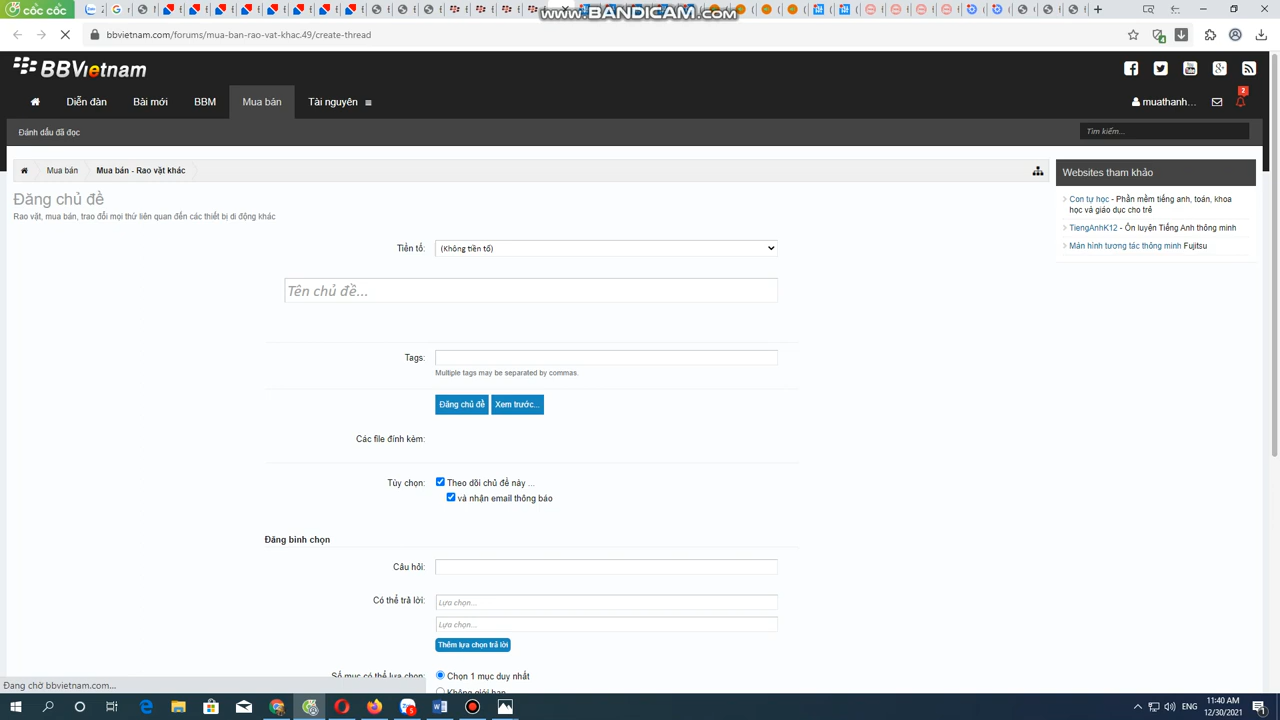 www.BANDICAM.com
bbvietnam.com/forums/mua-ban-rao-vat-khac.49/create-thread
BBVietnam
Diễn đàn
Bài mới
BBM
Mua bán
Tài nguyên
muathanh...
2
Đánh dấu đã đọc
Tìm kiếm...
Mua bán
Mua bán - Rao vặt khác
Websites tham khảo
Đăng chủ đề
Rao vặt, mua bán, trao đổi mọi thứ liên quan đến các thiết bị di động khác
Con tự học - Phần mềm tiếng anh, toán, khoa
học và giáo dục cho trẻ
TiengAnhK12 - Ôn luyện Tiếng Anh thông minh
Màn hình tương tác thông minh Fujitsu
Tiền tố:
(Không tiền tố)
Tên chủ đề...
Tags:
Multiple tags may be separated by commas.
Đăng chủ đề
Xem trước...
Các file đính kèm:
Tùy chọn:
Theo dõi chủ đề này ...
và nhận email thông báo
Đăng bình chọn
Câu hỏi:
Có thể trả lời:
Lựa chọn...
Lựa chọn...
Thêm lựa chọn trả lời
Số mục có thể lựa chọn:
Chọn 1 mục duy nhất
Không giới hạn
Đang chờ bbvietnam.com...
5
ENG
11:40 AM
12/30/2021
1